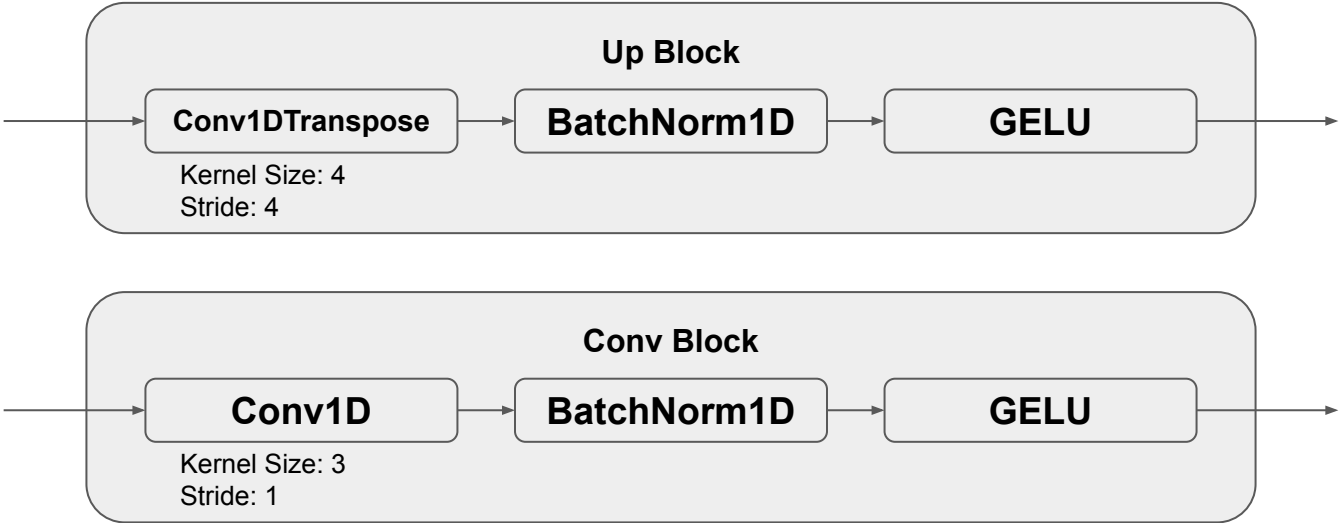 Up Block
Conv1DTranspose
BatchNorm1D
GELU
Kernel Size: 4
Stride: 4
Conv Block
Conv1D
BatchNorm1D
GELU
Kernel Size: 3
Stride: 1